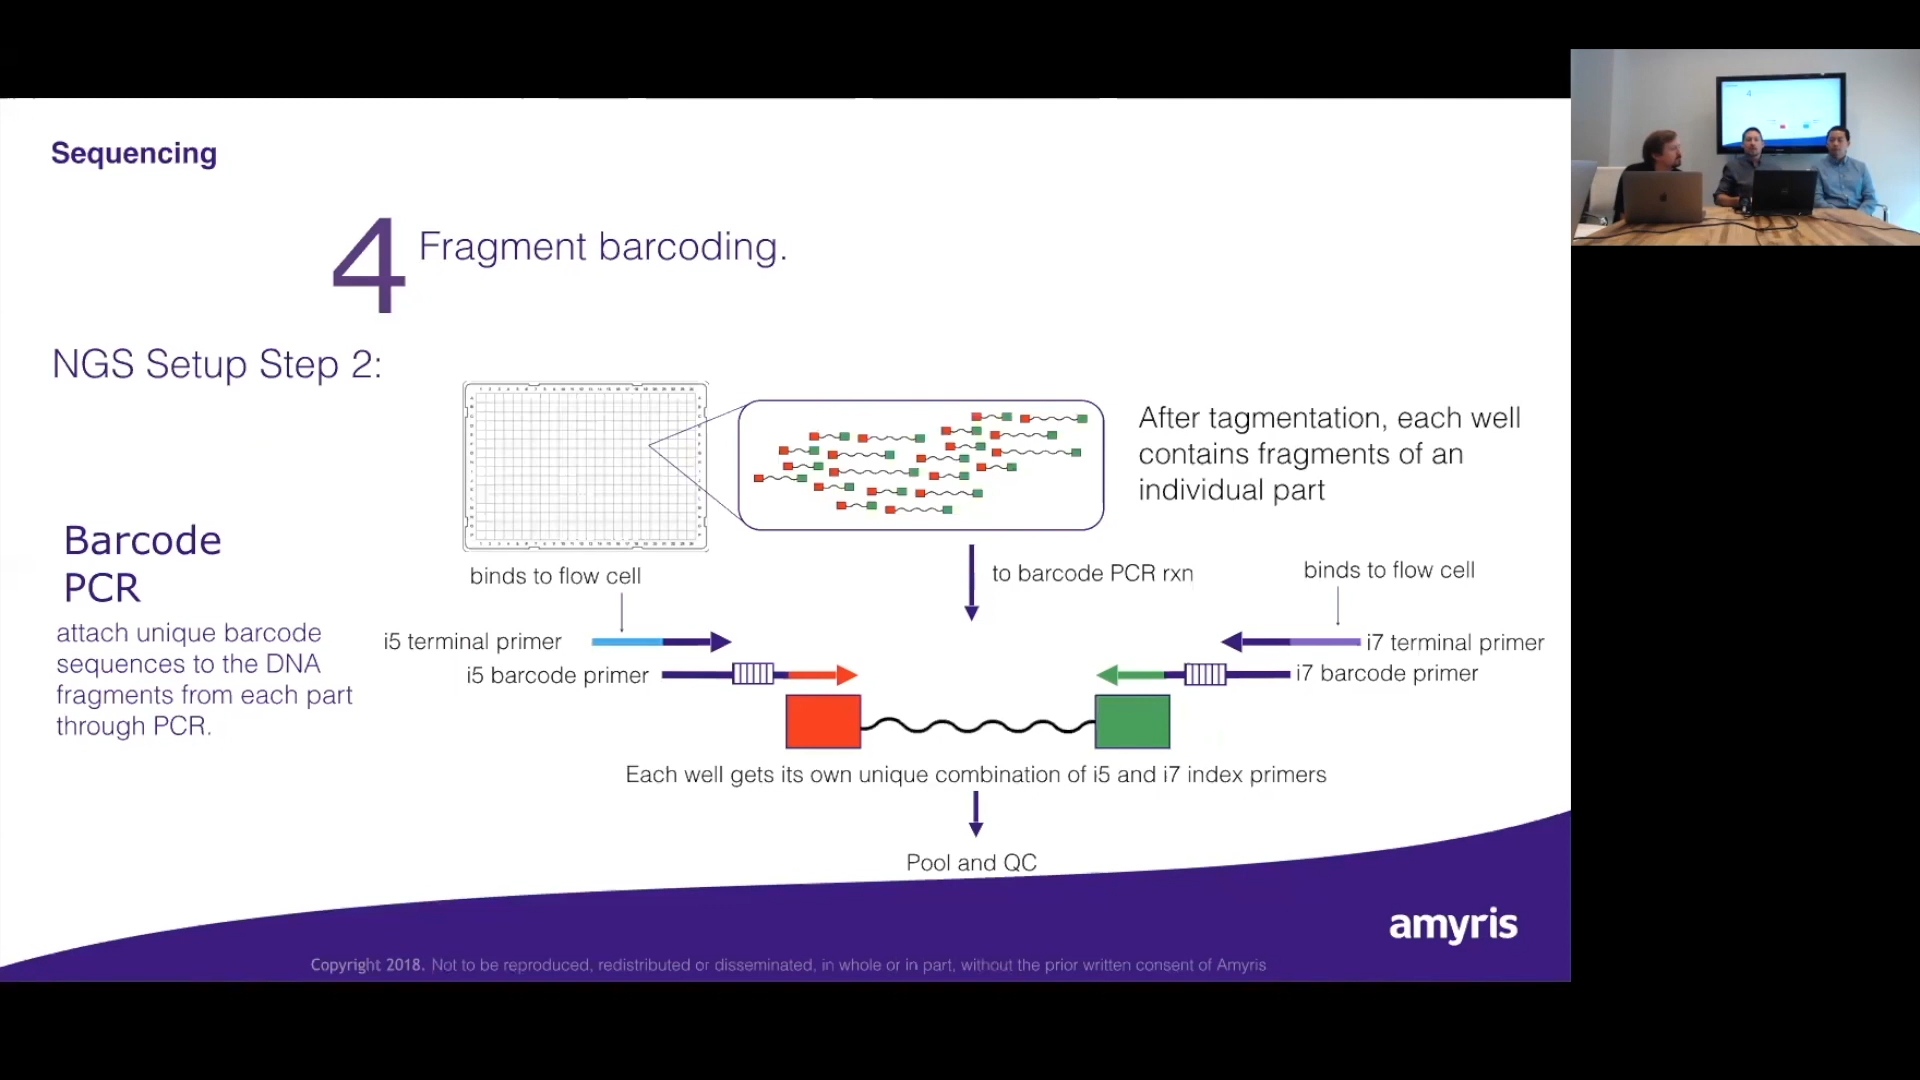 Sequencing
4 Fragment barcoding.
NGS Setup Step 2:
After tagmentation, each well
contains fragments of an
individual part
Barcode
PCR
attach unique barcode
sequences to the DNA
fragments from each part
through PCR.
binds to flow cell
to barcode PCR rxn
binds to flow cell
i5 terminal primer
i7 terminal primer
i5 barcode primer
i7 barcode primer
Each well gets its own unique combination of i5 and i7 index primers
Pool and QC
amyris
Copyright 2018. Not to be reproduced, redistributed or disseminated, in whole or in part, without the prior written consent of Amyris